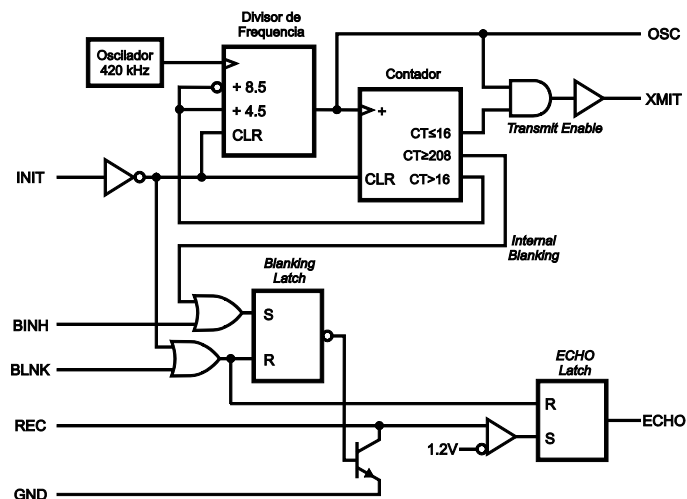 Divisor de
Frequencia
OSC
Oscilador
420 kHz
Contador
+ 8.5
+ 4.5
+
XMIT
CLR
CT≤16
Transmit Enable
CT≥208
INIT
CLR
CT>16
Internal
Blanking
Blanking
Latch
S
BINH
ECHO
Latch
R
BLNK
R
REC
ECHO
1.2V
S
GND